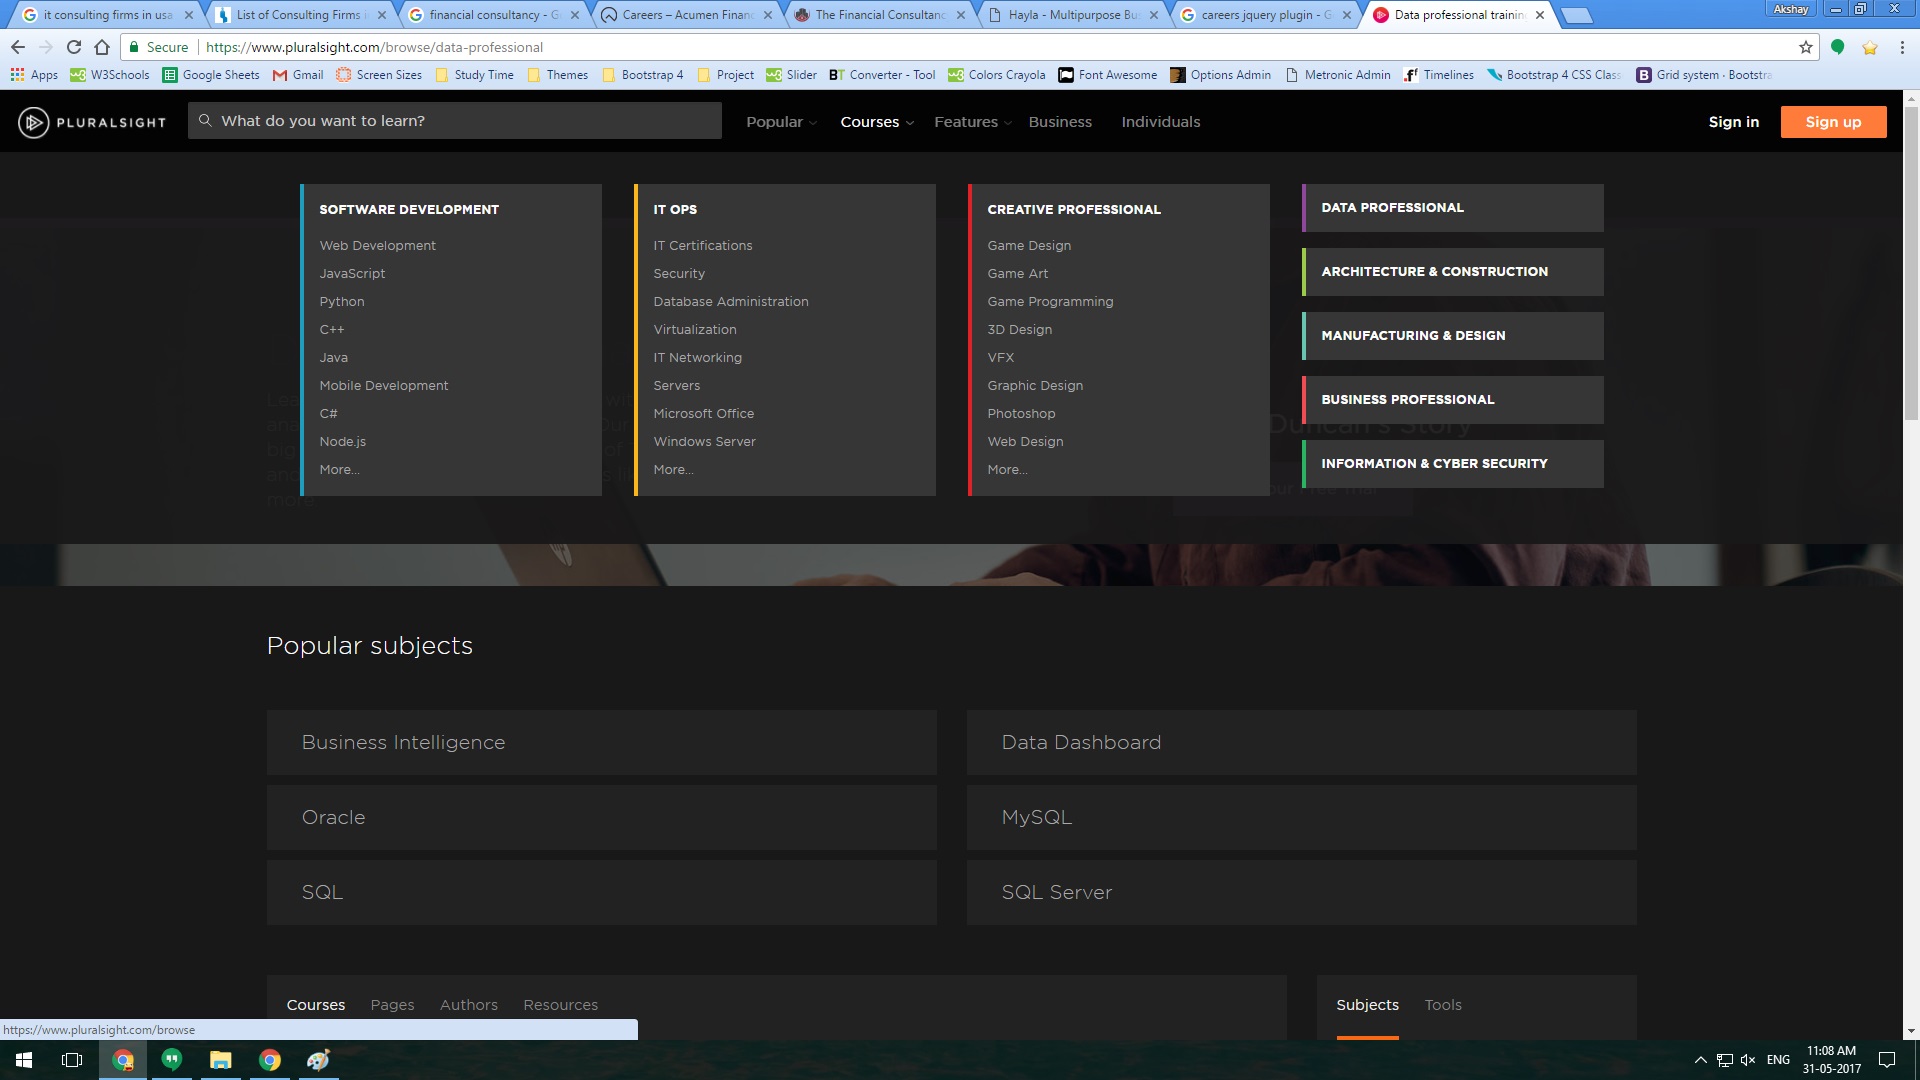 it consulting firms in usa
List of Consulting Firms i
financial consultancy - G
Careers – Acumen Financ
The Financial Consultanc
Hayla - Multipurpose Bu
careers jquery plugin - G
Data professional training
Akshay
Secure
https://www.pluralsight.com/browse/data-professional
Apps
W3Schools
Google Sheets
Gmail
Screen Sizes
Study Time
Themes
Bootstrap 4
Project
Slider
BT Converter - Tool
Colors Crayola
Font Awesome
Options Admin
Metronic Admin
.ff Timelines
Bootstrap 4 CSS Class
B Grid system · Bootstra
PLURALSIGHT
What do you want to learn?
Popular
Courses
Features
Business
Individuals
Sign in
Sign up
SOFTWARE DEVELOPMENT
Web Development
JavaScript
Python
C++
Java
Mobile Development
C#
Node.js
More...
IT OPS
IT Certifications
Security
Database Administration
Virtualization
IT Networking
Servers
Microsoft Office
Windows Server
More...
CREATIVE PROFESSIONAL
Game Design
Game Art
Game Programming
3D Design
VFX
Graphic Design
Photoshop
Web Design
More...
DATA PROFESSIONAL
ARCHITECTURE & CONSTRUCTION
MANUFACTURING & DESIGN
BUSINESS PROFESSIONAL
INFORMATION & CYBER SECURITY
Duncan's Story
Free Trial
more
Popular subjects
Business Intelligence
Data Dashboard
Oracle
MySQL
SQL
SQL Server
Courses
Pages
Authors
Resources
Subjects
Tools
https://www.pluralsight.com/browse
ENG
11:08 AM
31-05-2017